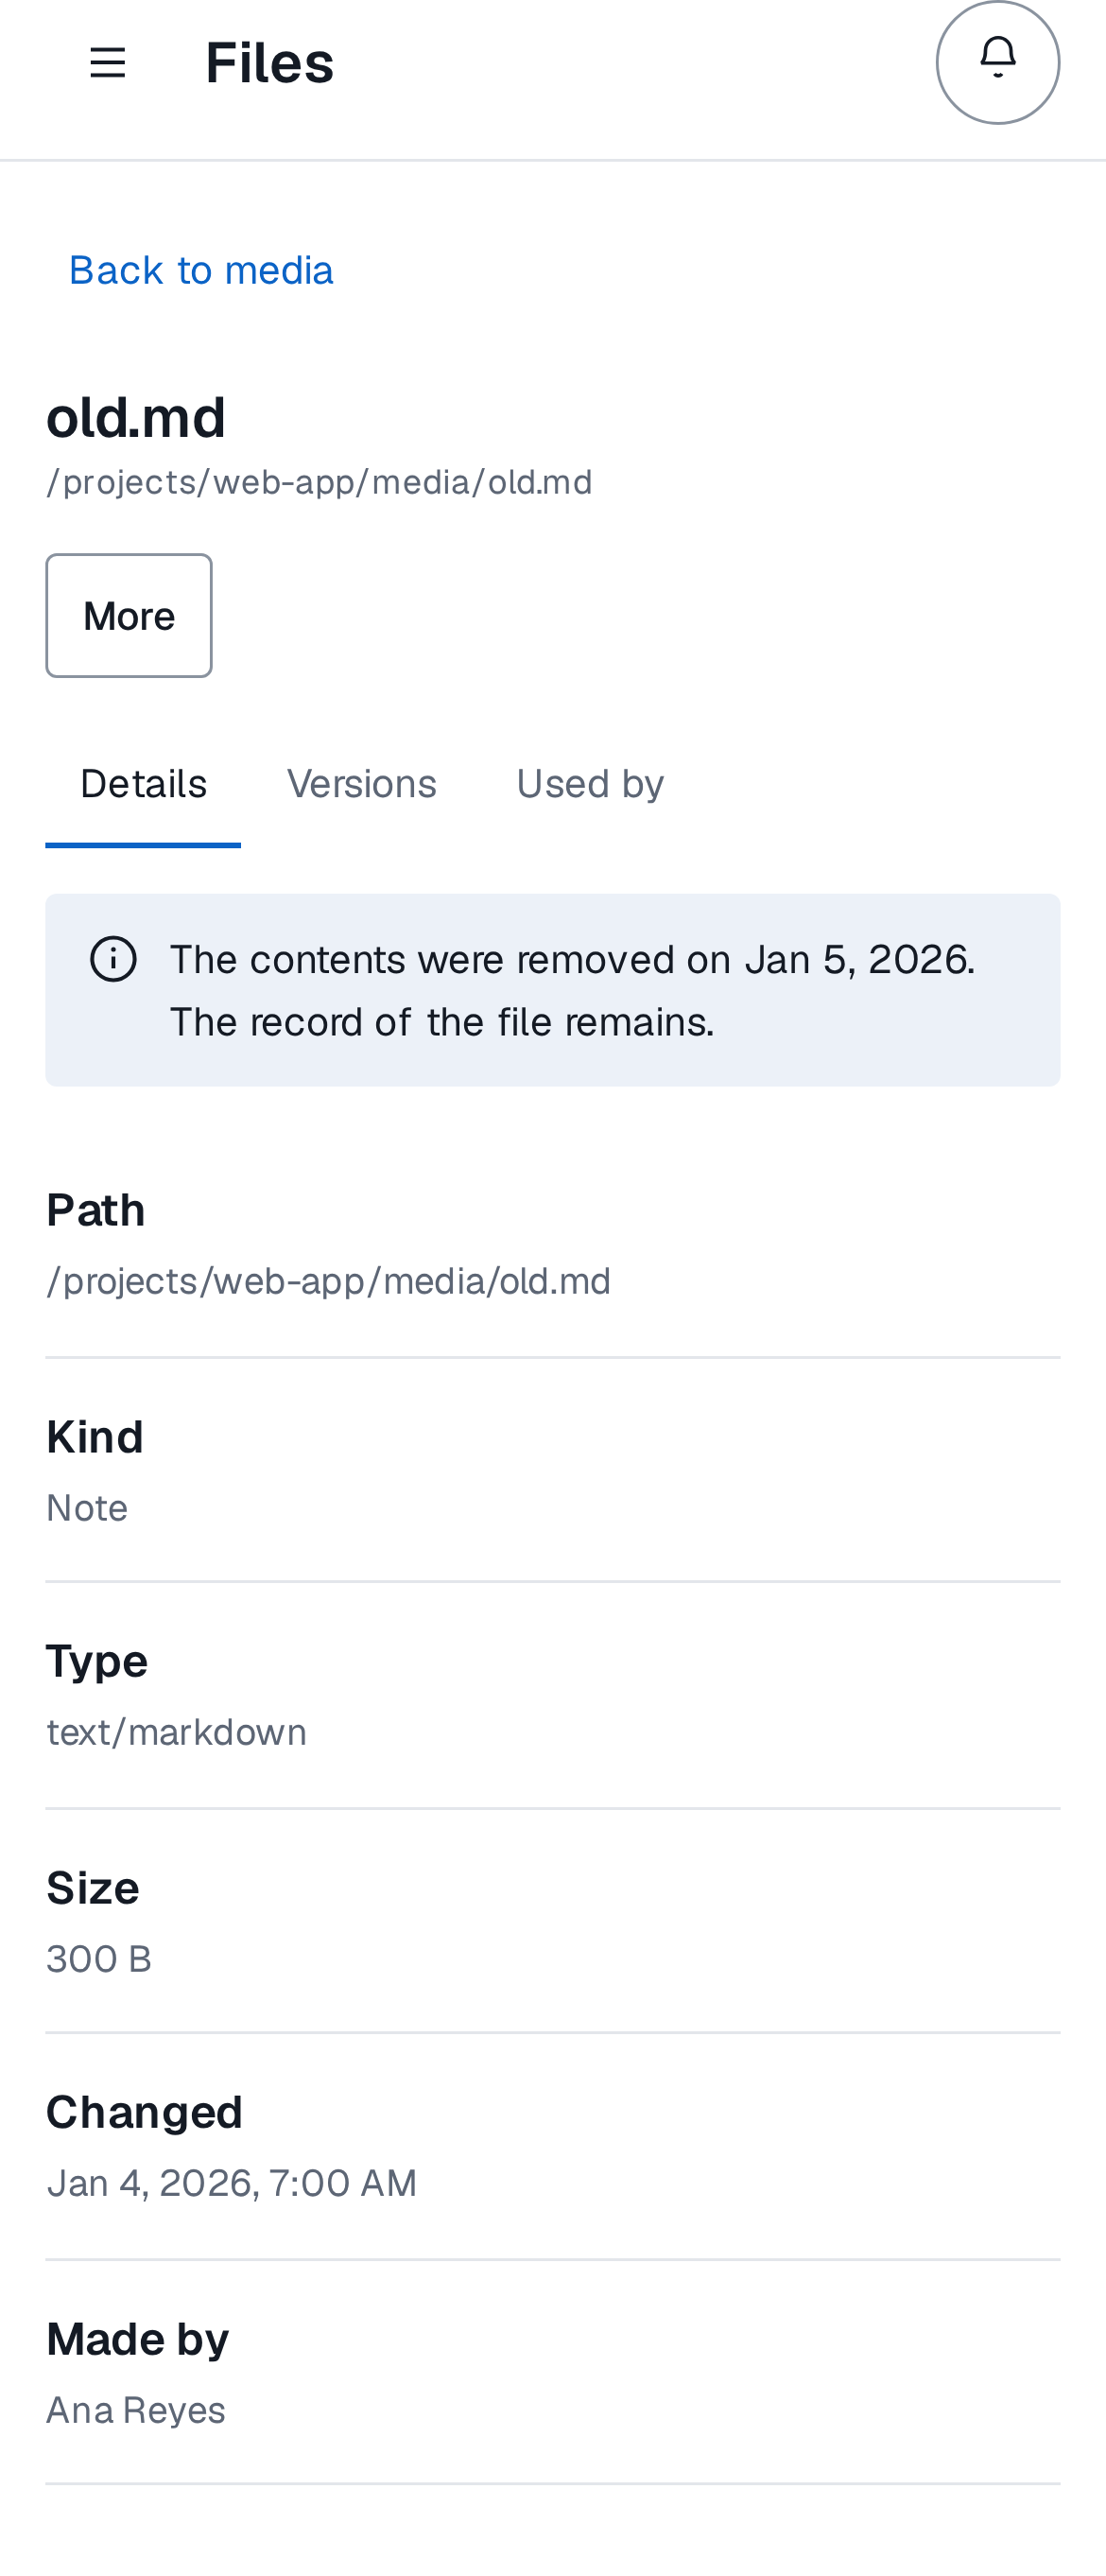 Files
Back to media
old.md
/projects/web-app/media/old.md
More
Details Versions Used by
The contents were removed on Jan 5, 2026.
The record of the file remains.
Path
/projects/web-app/media/old.md
Kind
Note
Type
text/markdown
Size
300 B
Changed
Jan 4, 2026, 7:00 AM
Made by
Ana Reyes